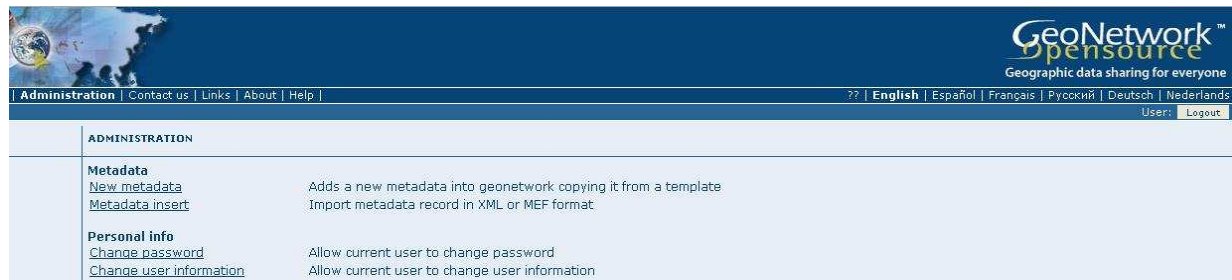 GeoNetwork™
Opensource
Geographic data sharing for everyone
| Administration | Contact us | Links | About | Help | ?? | English | Español | Français | Русский | Deutsch | Nederlands
User: Logout
ADMINISTRATION
Metadata
New metadata Adds a new metadata into geonetwork copying it from a template
Metadata insert Import metadata record in XML or MEF format
Personal info
Change password Allow current user to change password
Change user information Allow current user to change user information